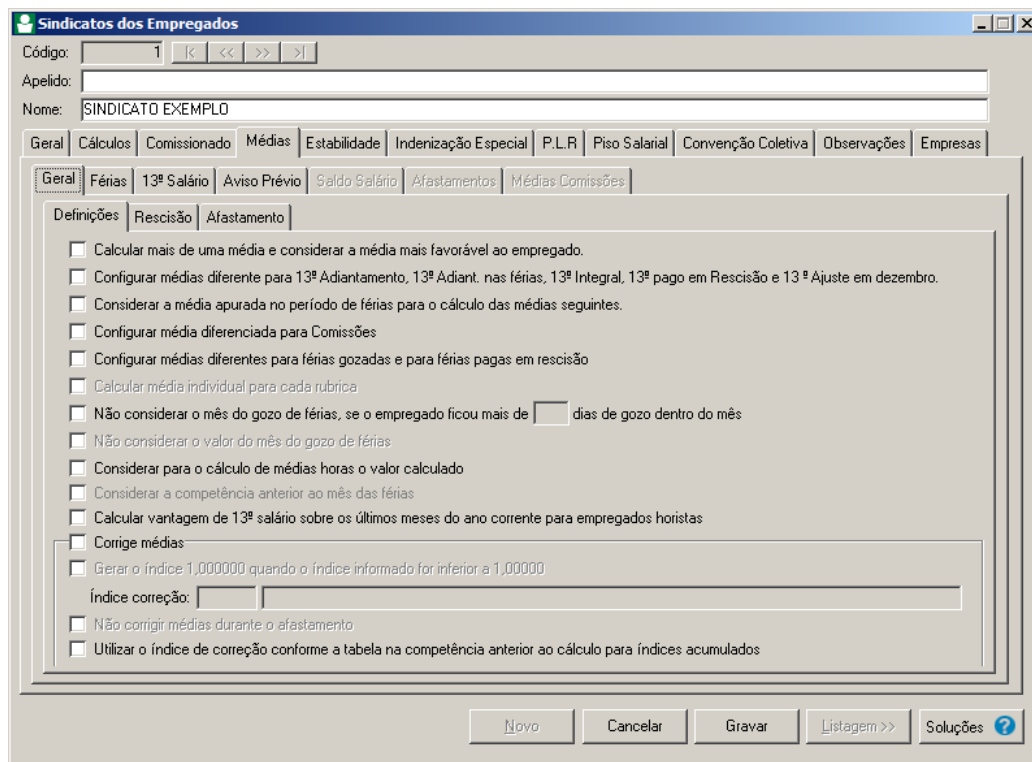 Sindicatos dos Empregados
Código: 1 |< << >> >|
Apelido:
Nome: SINDICATO EXEMPLO
Geral Cálculos Comissionado Médias Estabilidade Indenização Especial P.L.R Piso Salarial Convenção Coletiva Observações Empresas
Geral Férias 13º Salário Aviso Prévio Saldo Salário Afastamentos Médias Comissões
Definições Rescisão Afastamento
Calcular mais de uma média e considerar a média mais favorável ao empregado.
Configurar médias diferente para 13º Adiantamento, 13º Adiant. nas férias, 13º Integral, 13º pago em Rescisão e 13 º Ajuste em dezembro.
Considerar a média apurada no período de férias para o cálculo das médias seguintes.
Configurar média diferenciada para Comissões
Configurar médias diferentes para férias gozadas e para férias pagas em rescisão
Calcular média individual para cada rubrica
Não considerar o mês do gozo de férias, se o empregado ficou mais de dias de gozo dentro do mês
Não considerar o valor do mês do gozo de férias
Considerar para o cálculo de médias horas o valor calculado
Considerar a competência anterior ao mês das férias
Calcular vantagem de 13º salário sobre os últimos meses do ano corrente para empregados horistas
Corrige médias
Gerar o índice 1,000000 quando o índice informado for inferior a 1,00000
Índice correção:
Não corrigir médias durante o afastamento
Utilizar o índice de correção conforme a tabela na competência anterior ao cálculo para índices acumulados
Novo Cancelar Gravar Listagem >> Soluções ?